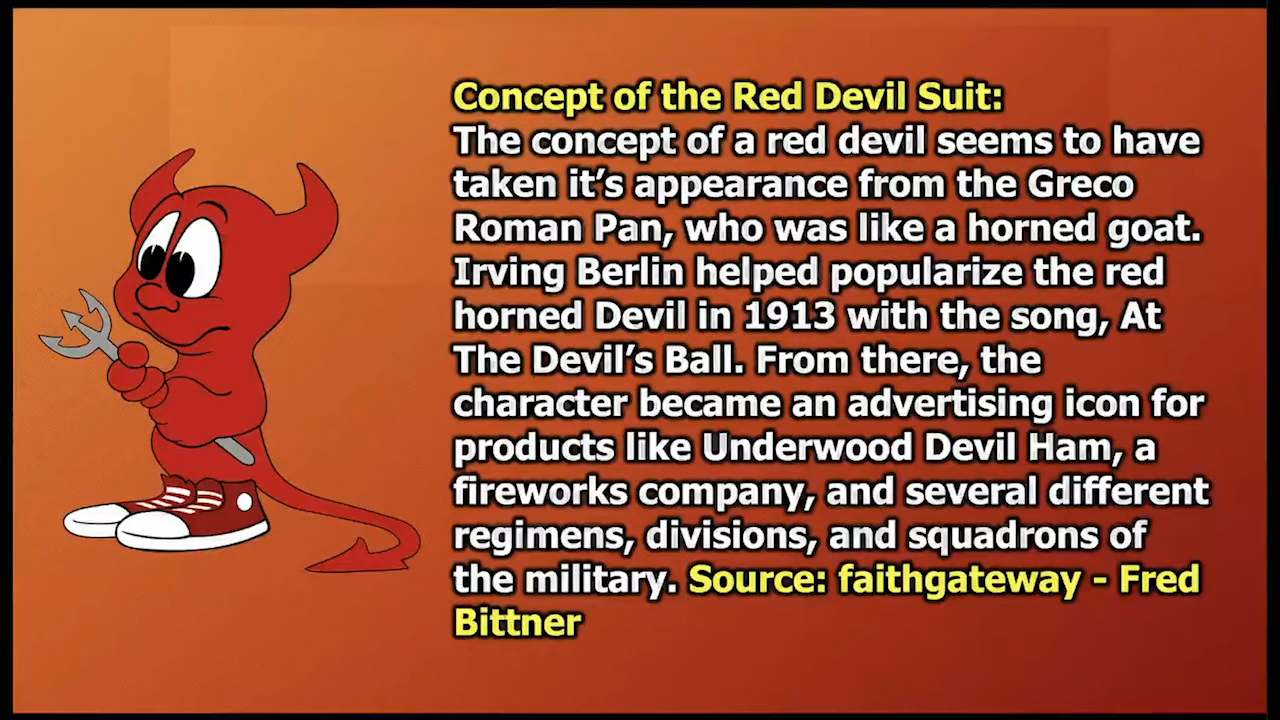 Concept of the Red Devil Suit:
The concept of a red devil seems to have
taken it’s appearance from the Greco
Roman Pan, who was like a horned goat.
Irving Berlin helped popularize the red
horned Devil in 1913 with the song, At
The Devil’s Ball. From there, the
character became an advertising icon for
products like Underwood Devil Ham, a
fireworks company, and several different
regimens, divisions, and squadrons of
the military. Source: faithgateway - Fred
Bittner